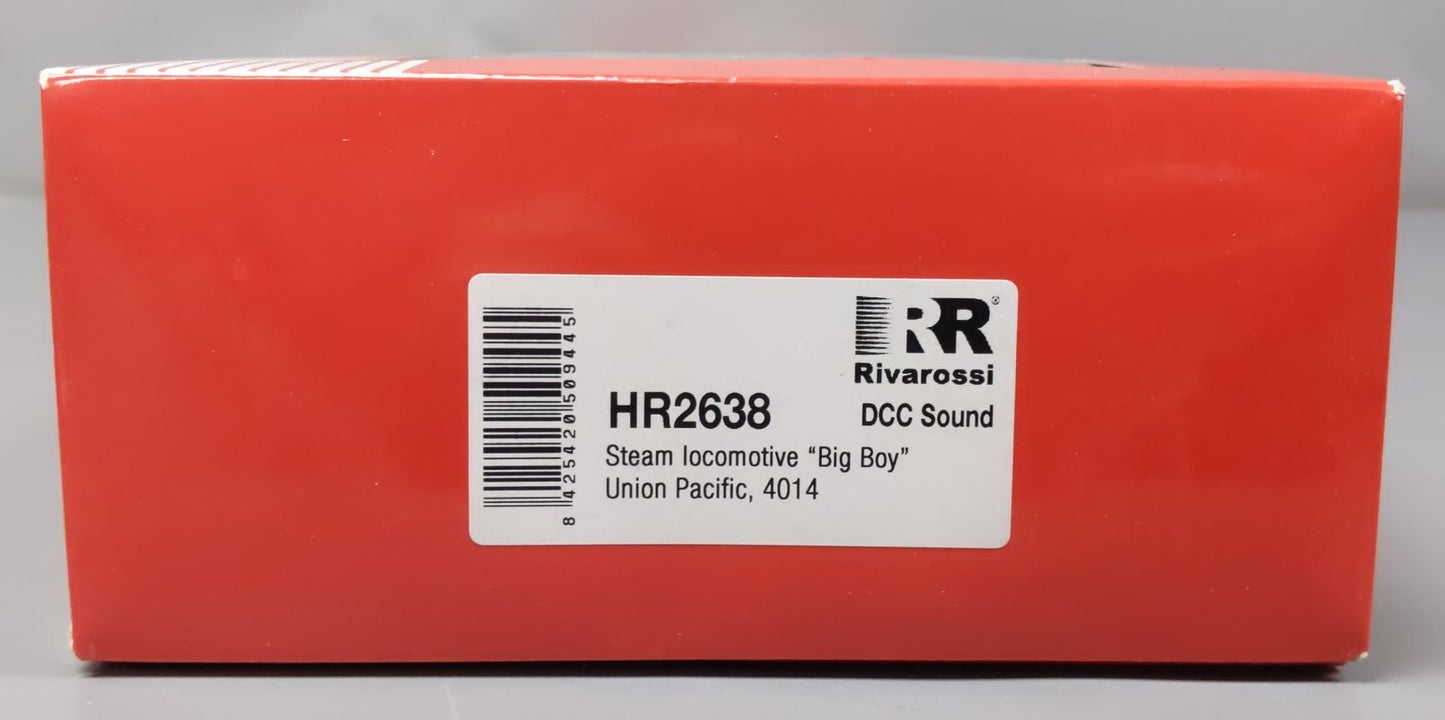 RR®
Rivarossi
HR2638
DCC Sound
Steam locomotive “Big Boy”
Union Pacific, 4014
8 425420 509445